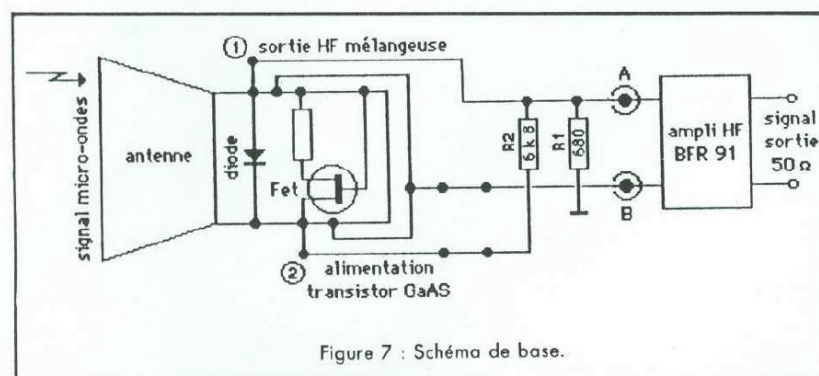 ① sortie HF mélangeuse
signal micro-ondes
antenne
diode
Fet
R2
6k8
R1
680
A
B
ampli HF
BFR 91
signal
sortie
50 Ω
② alimentation
transistor GaAS
Figure 7 : Schéma de base.